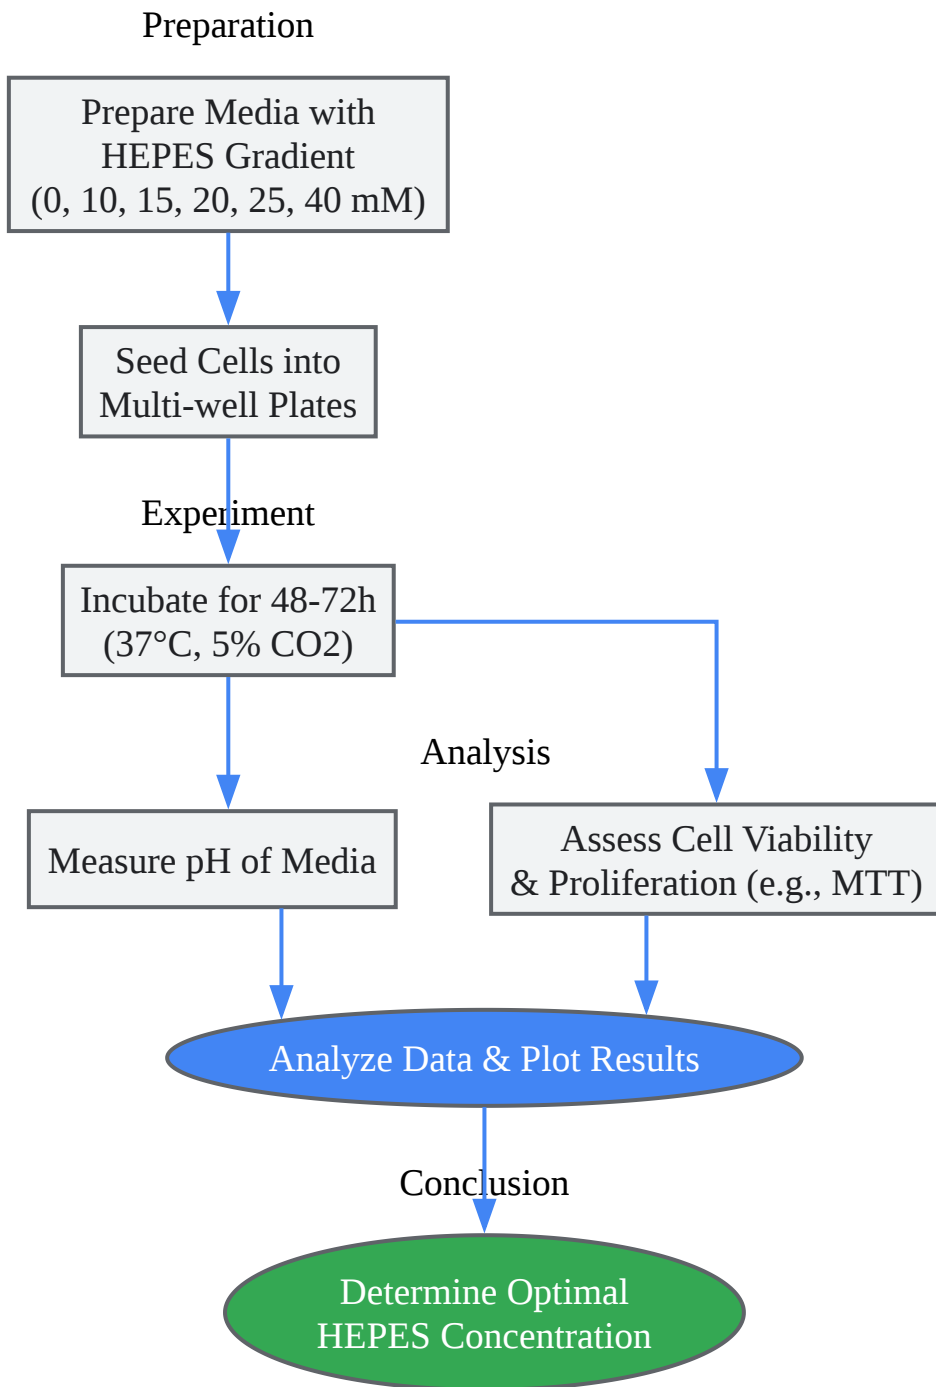 Preparation
Prepare Media with
HEPES Gradient
(0, 10, 15, 20, 25, 40 mM)
Seed Cells into
Multi-well Plates
Experiment
Incubate for 48-72h
(37°C, 5% CO2)
Analysis
Measure pH of Media
Assess Cell Viability
& Proliferation (e.g., MTT)
Analyze Data & Plot Results
Conclusion
Determine Optimal
HEPES Concentration